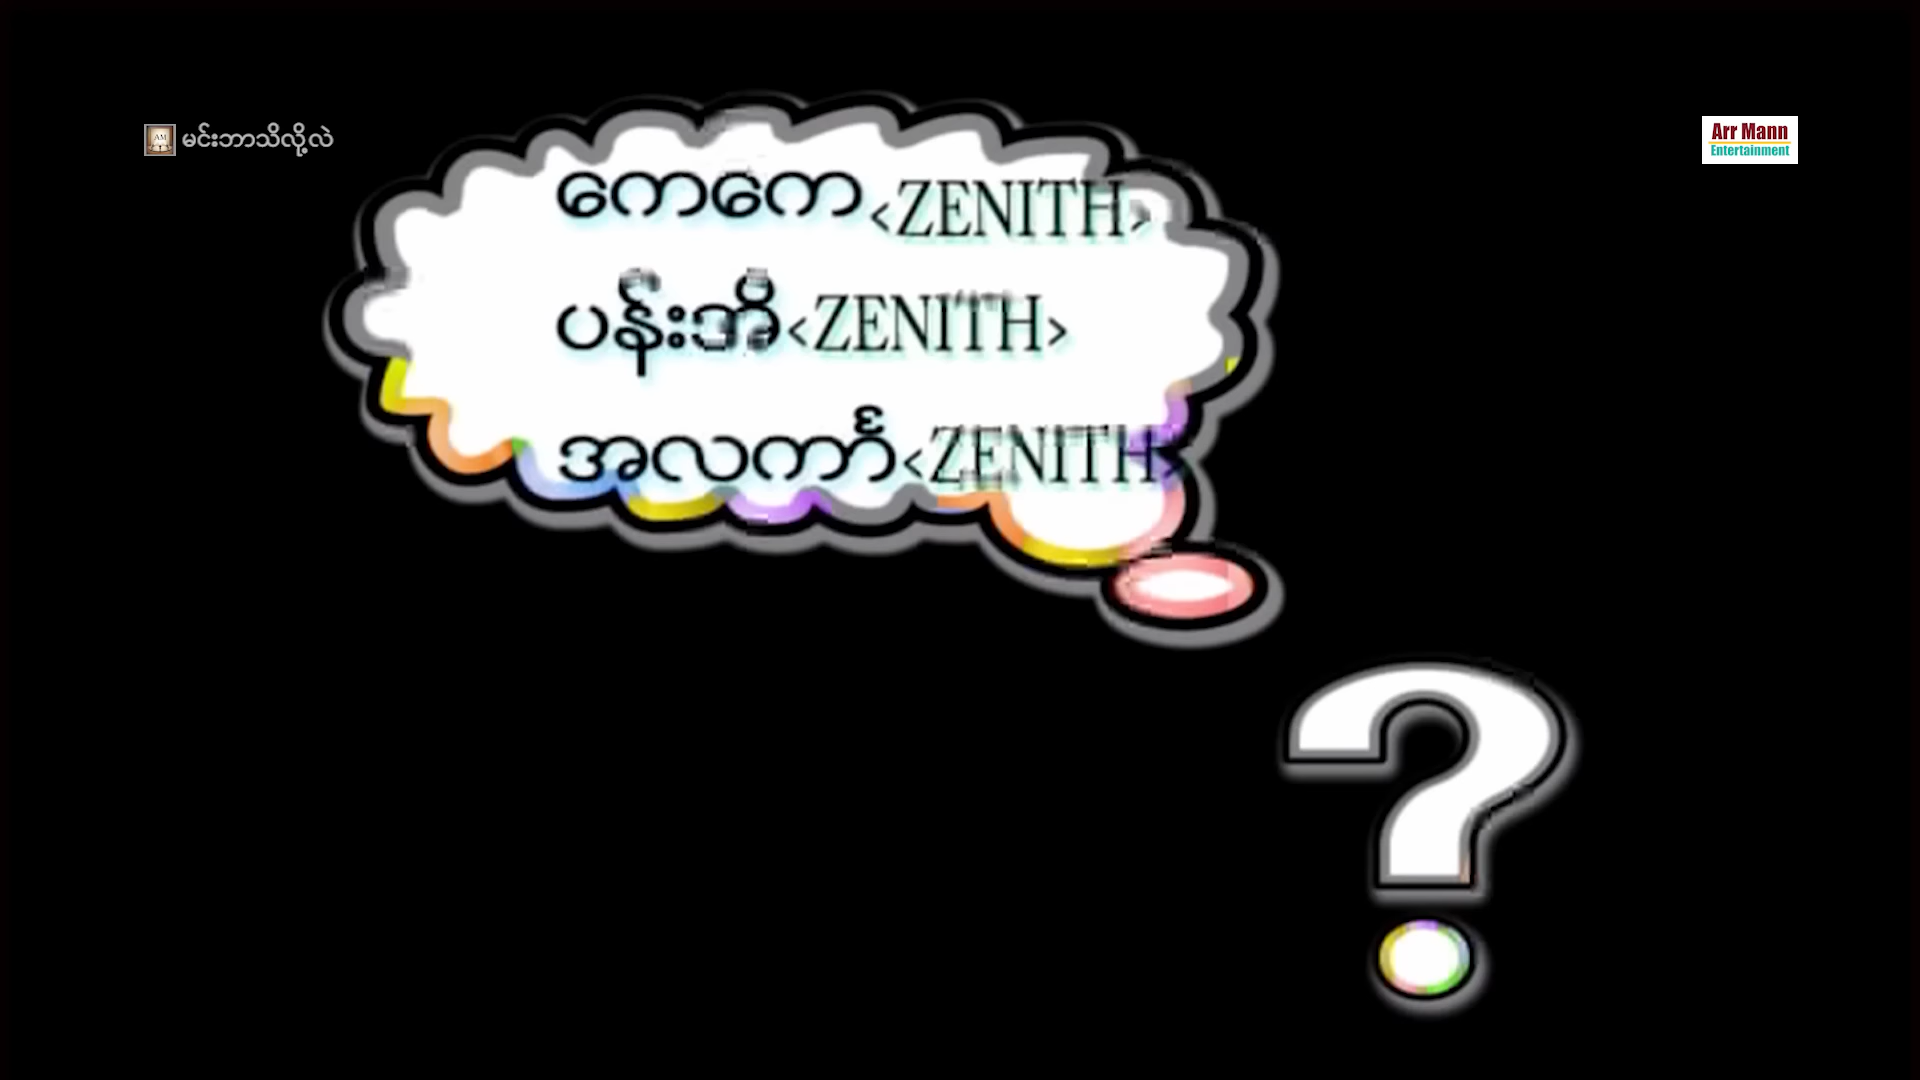 မင်းဘာသိလို့လဲ
Arr Mann
Entertainment
ကေကေ<ZENITH>
ပန်းအိ<ZENITH>
အလင်္ကာ<ZENITH>
?